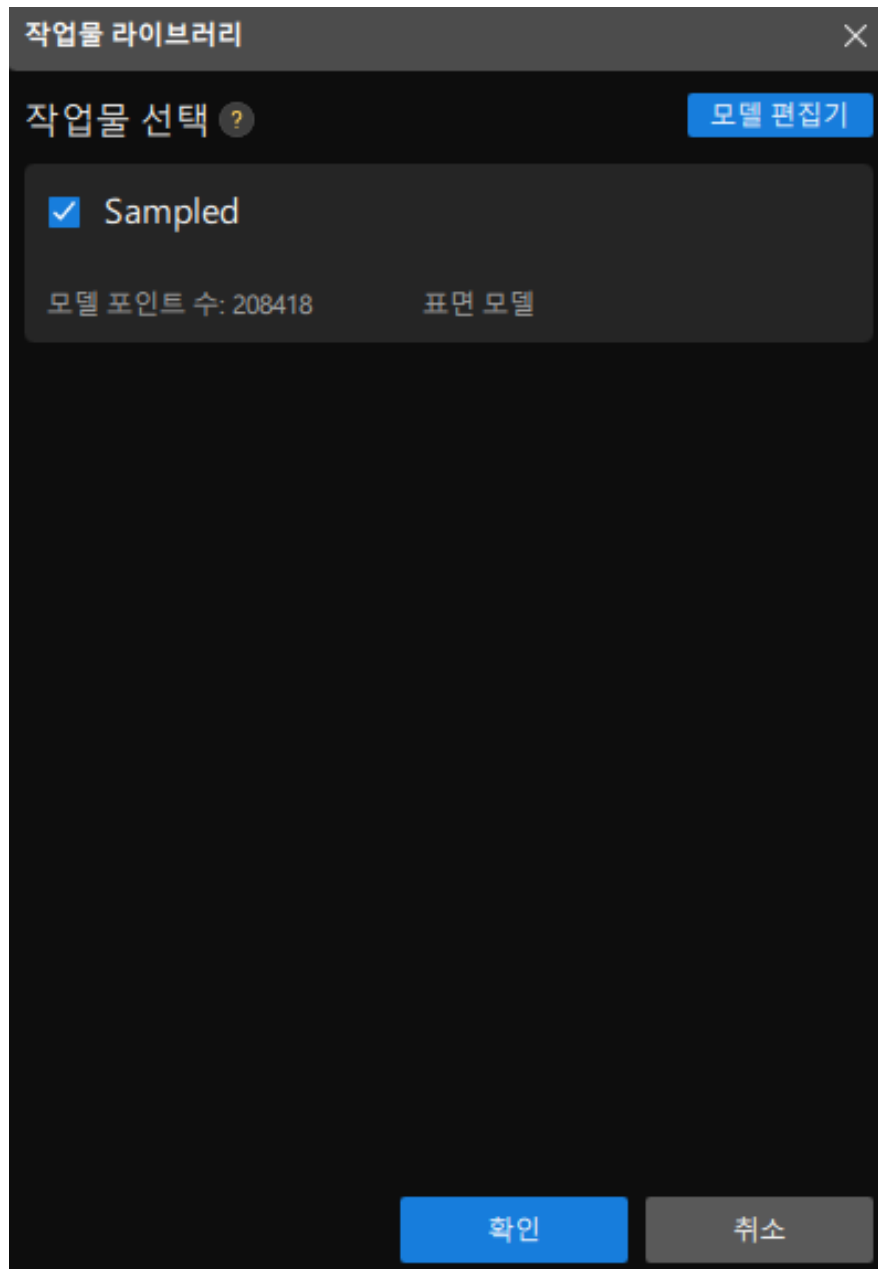 작업물 라이브러리
작업물 선택 ?
모델 편집기
Sampled
모델 포인트 수: 208418 표면 모델
확인 취소